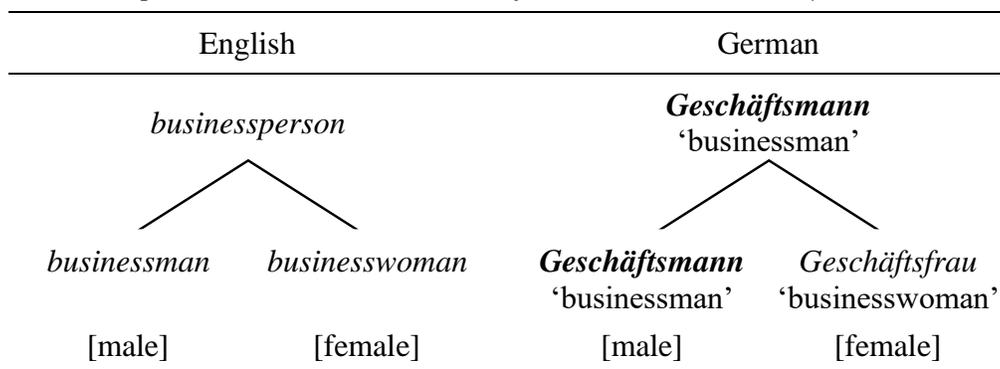 English German
businessperson Geschäftsmann
‘businessman’
businessman businesswoman Geschäftsmann Geschäftsfrau
‘businessman’ ‘businesswoman’
[male] [female] [male] [female]